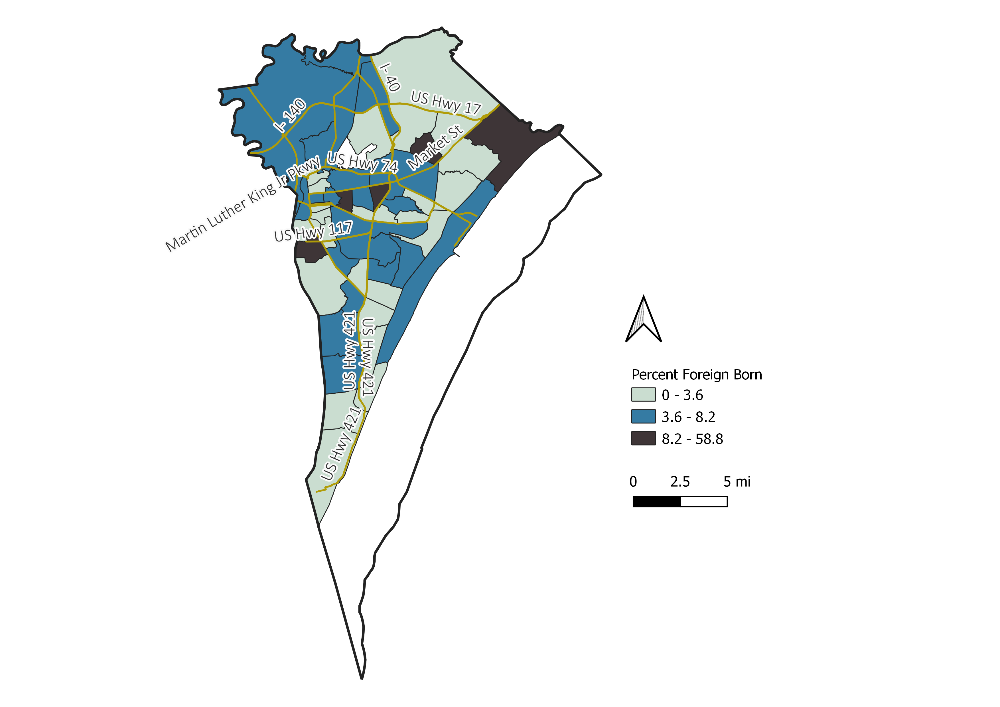 I- 40
US Hwy 17
I- 140
Market St
US Hwy 74
Martin Luther King Jr Pkwy
US Hwy 117
US Hwy 421
US Hwy 421
US Hwy 421
Percent Foreign Born
0 - 3.6
3.6 - 8.2
8.2 - 58.8
0 2.5 5 mi